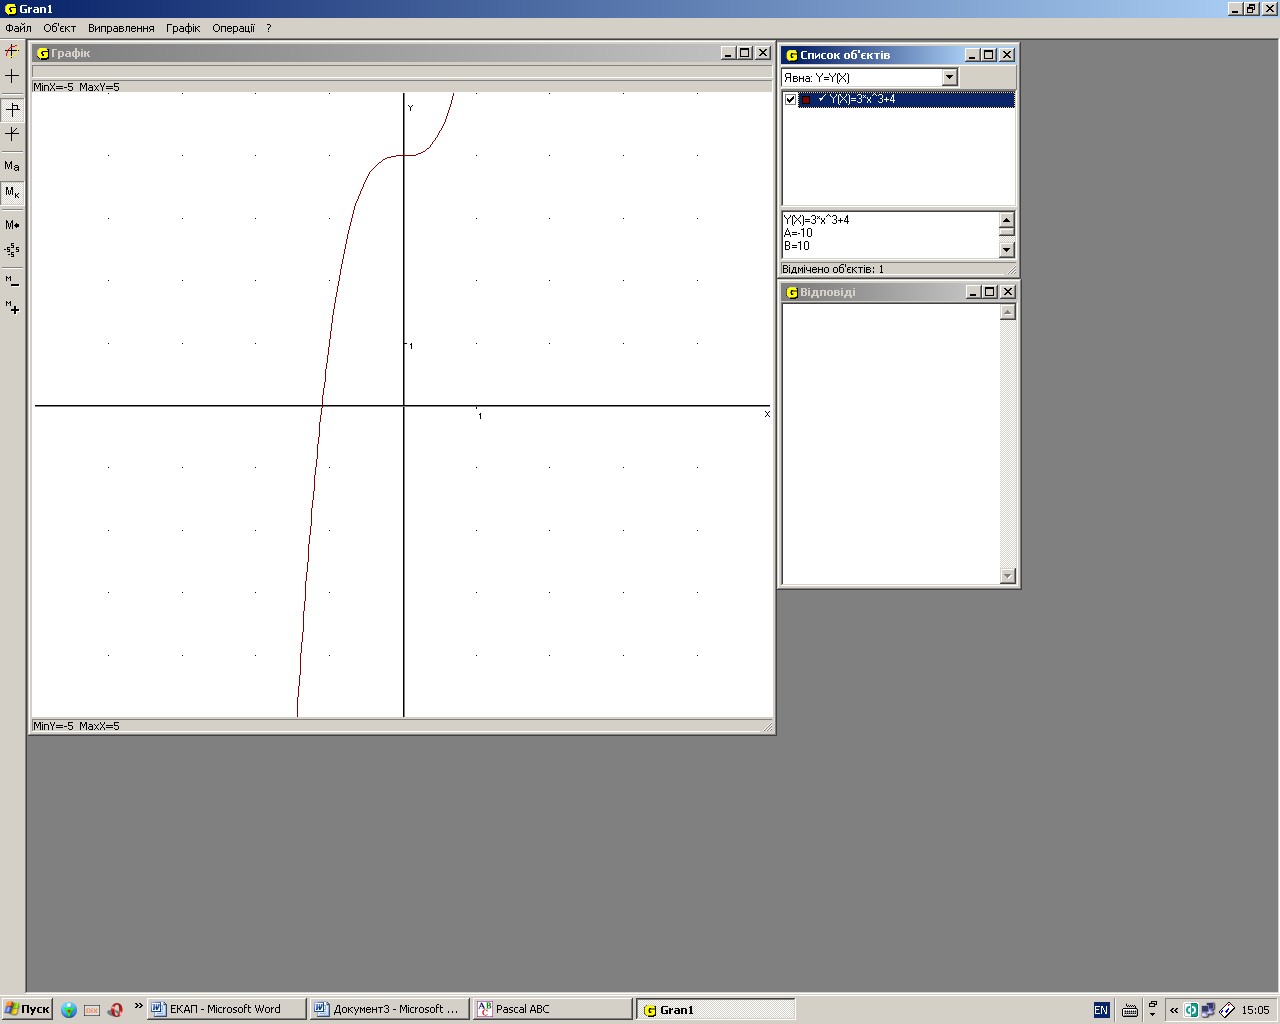 Gran1
Файл Об'єкт Виправлення Графік Операції ?
Графік
MinX=-5 MaxY=5
Y
1
1
X
MinY=-5 MaxX=5
Mа
Mк
M
M
M
Список об'єктів
Явна: Y=Y(X)
Y(X)=3*x^3+4
Y(X)=3*x^3+4
A=-10
B=10
Відмічено об'єктів: 1
Відповіді
Пуск
ЕКАП - Microsoft Word
Документ3 - Microsoft ...
Pascal ABC
Gran1
EN
15:05